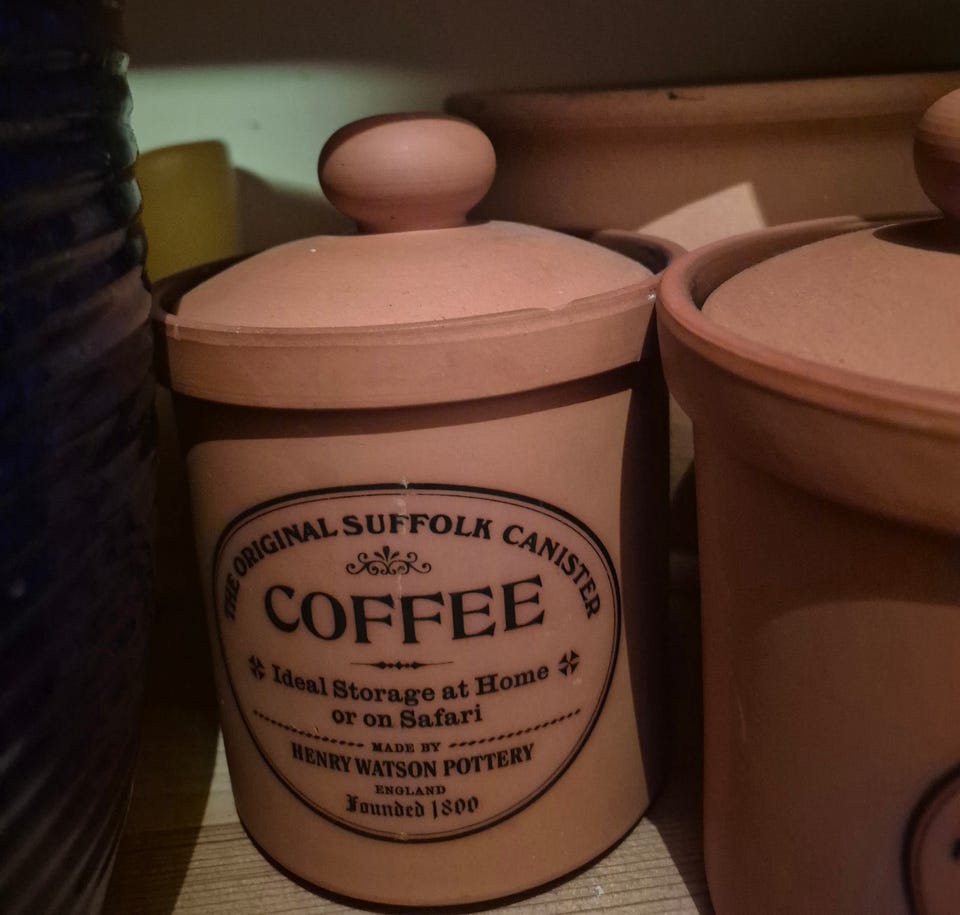 THE ORIGINAL SUFFOLK CANISTER
COFFEE
Ideal Storage at Home
or on Safari
MADE BY
HENRY WATSON POTTERY
ENGLAND
Founded 1800